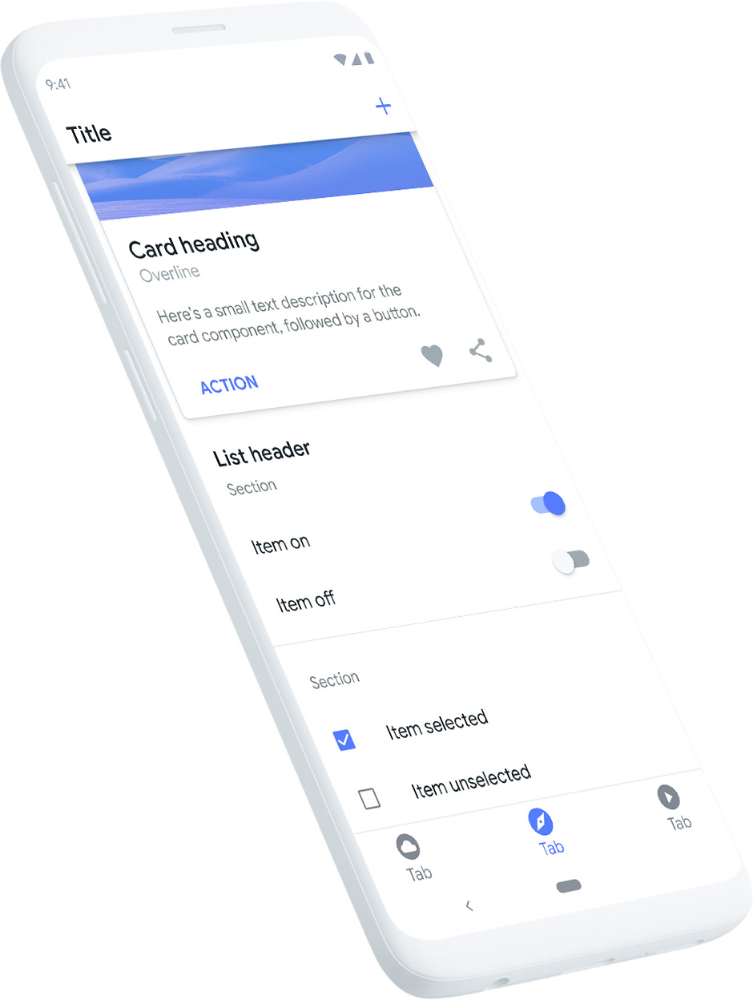 9:41
Title
Card heading
Overline
Here's a small text description for the
card component, followed by a button.
ACTION
List header
Section
Item on
Item off
Section
Item selected
Item unselected
Tab
Tab
Tab